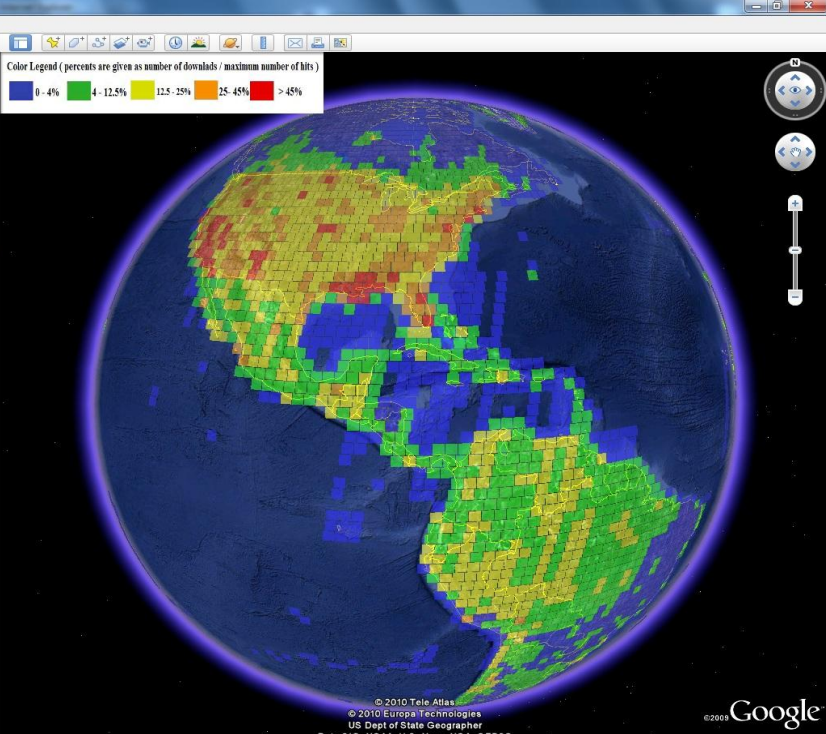 Color Legend ( percents are given as number of downlads / maximum number of hits )
0 - 4%
4 - 12.5%
12.5 - 25%
25- 45%
> 45%
N
© 2010 Tele Atlas
© 2010 Europa Technologies
US Dept of State Geographer
©2009 Google